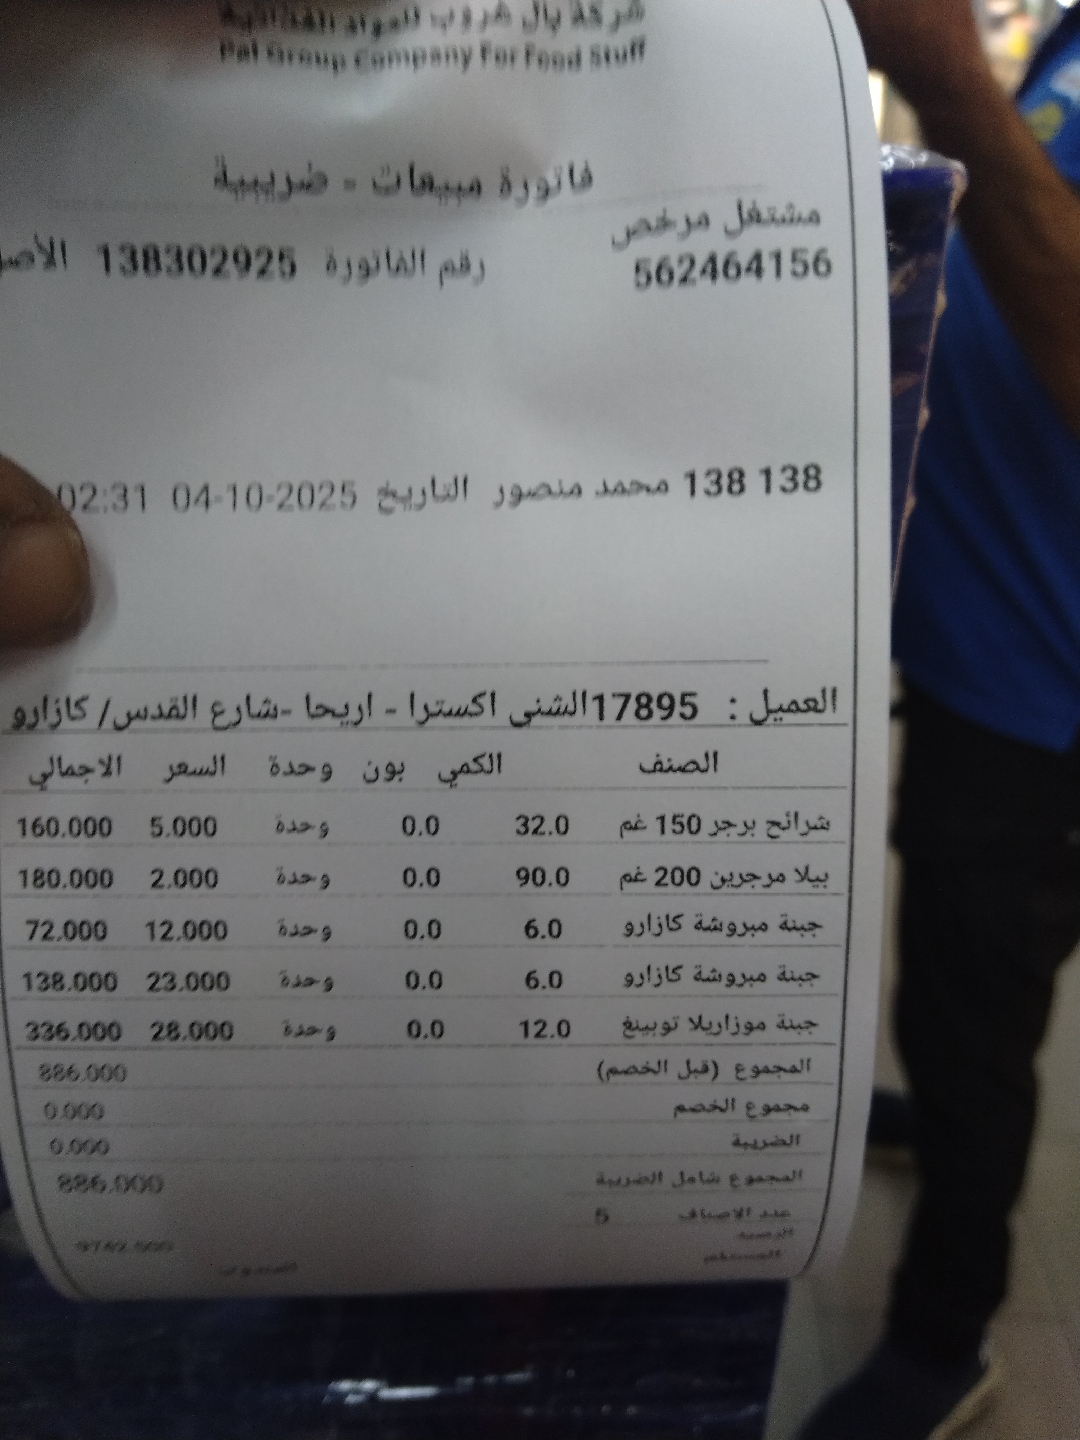 شركة بال جروب للمواد الغذائية
Pal Group Company For Food Stuff
فاتورة مبيعات - ضريبية
مشتغل مرخص
562464156 رقم الفاتورة 138302925
138 138 محمد منصور التاريخ 04-10-2025 02:31
العميل : 17895الشني اكسترا - اريحا -شارع القدس/ كازارو
الصنف الكمي بون وحدة السعر الاجمالي
شرائح برجر 150 غم 32.0 0.0 وحدة 5.000 160.000
بيلا مرجرين 200 غم 90.0 0.0 وحدة 2.000 180.000
جبنة مبروشة كازارو 6.0 0.0 وحدة 12.000 72.000
جبنة مبروشة كازارو 6.0 0.0 وحدة 23.000 138.000
جبنة موزاريلا توبينغ 12.0 0.0 وحدة 28.000 336.000
المجموع (قبل الخصم) 886.000
مجموع الخصم 0.000
الضريبة 0.000
المجموع شامل الضريبة 886.000
عدد الاصناف 5
المستلم